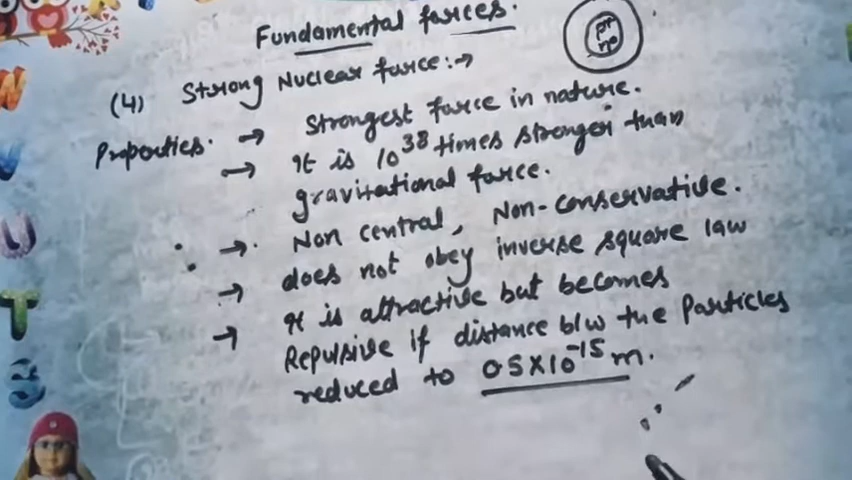 Fundamental forces.
pr
np
(4) Strong Nuclear force :→
Properties. → Strongest force in nature.
→ It is 10^38 times stronger than
gravitational force.
→. Non central, Non-conservative.
→ does not obey inverse square law
→ It is attractive but becomes
Repulsive if distance b/w the Particles
reduced to 0.5×10^-15 m.
V
U
T
S